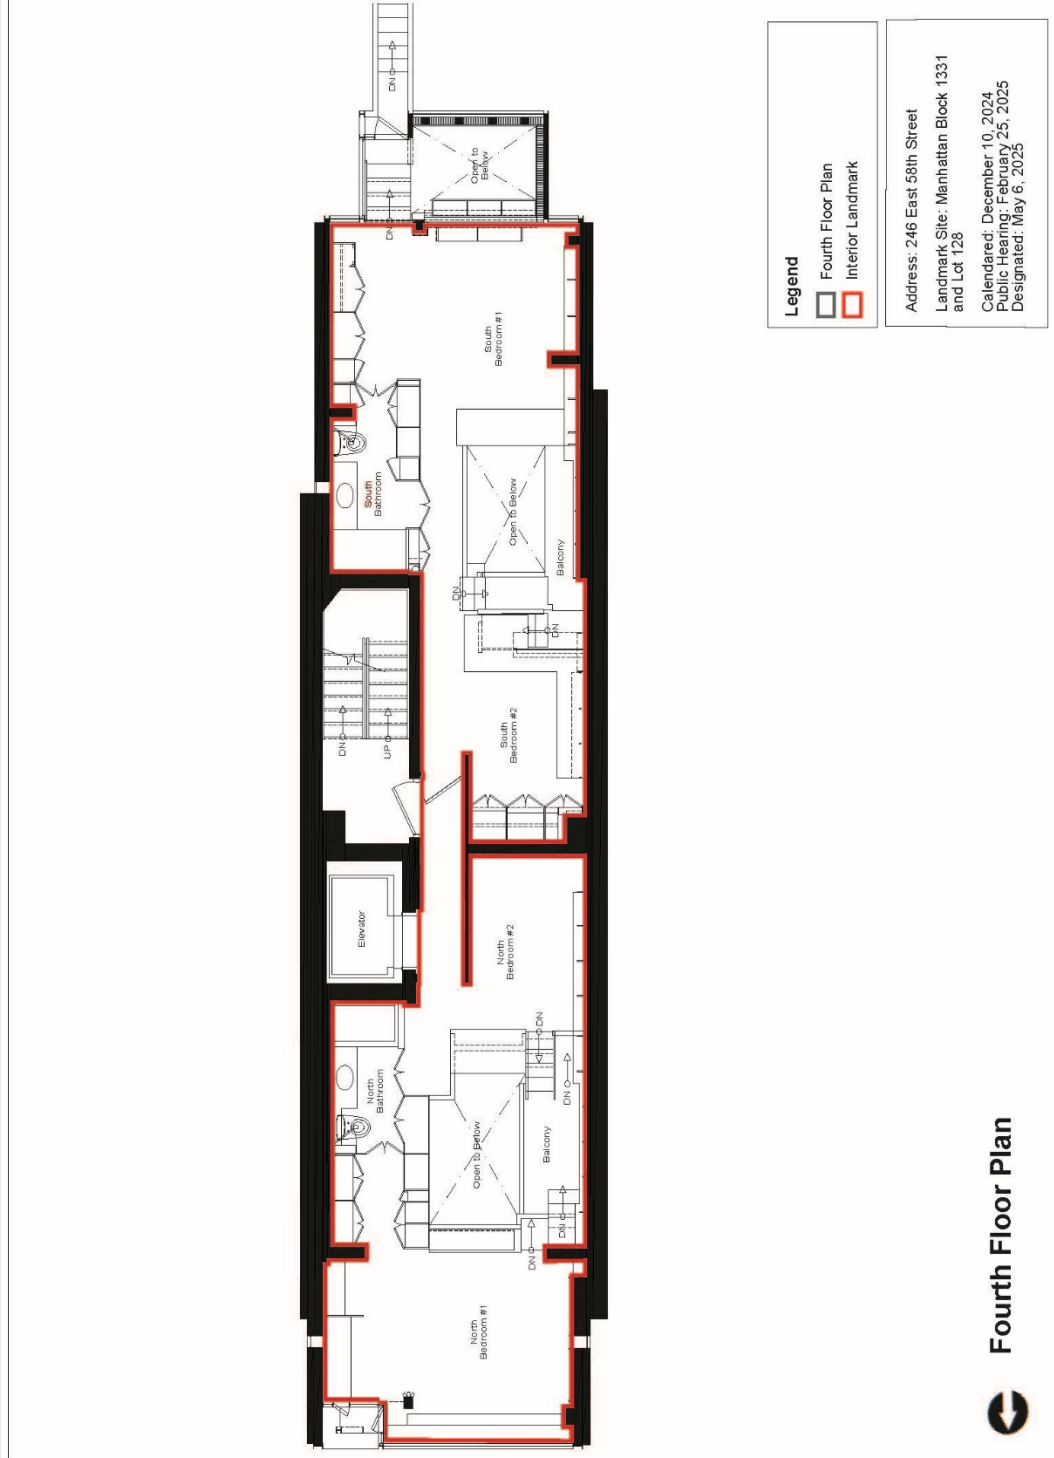 DN
Open to
Below
DN
South
Bedroom #1
South
Bathroom
Open to Below
Balcony
DN
DN
DN
UP
South
Bedroom #2
Elevator
North
Bedroom #2
DN
DN
North
Bathroom
Open to Below
Balcony
DN
DN
North
Bedroom #1
Legend
Fourth Floor Plan
Interior Landmark
Address: 246 East 58th Street
Landmark Site: Manhattan Block 1331
and Lot 128
Calendared: December 10, 2024
Public Hearing: February 25, 2025
Designated: May 6, 2025
Fourth Floor Plan